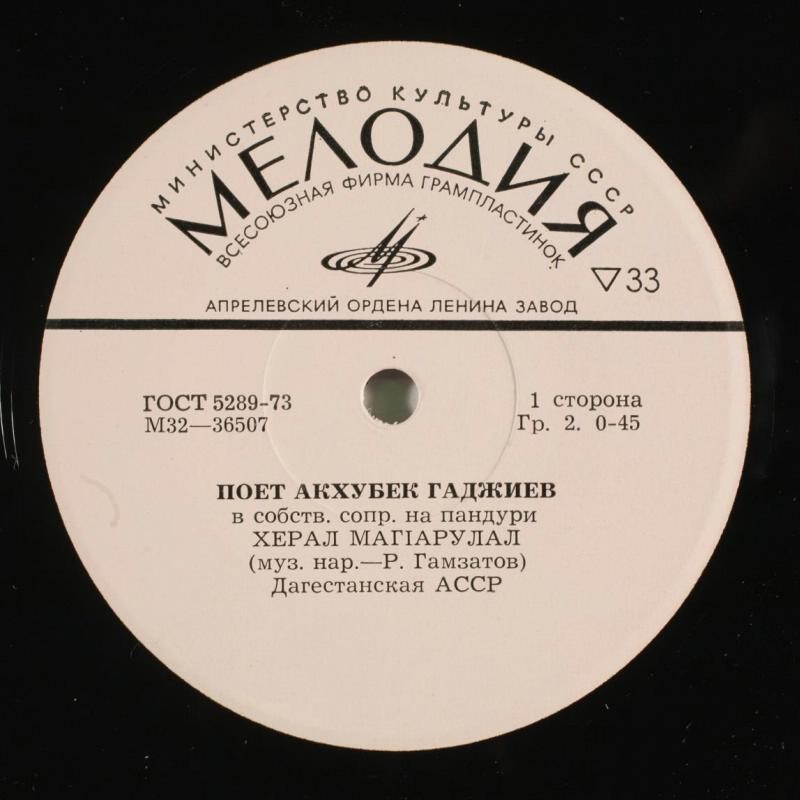 МИНИСТЕРСТВО КУЛЬТУРЫ СССР
МЕЛОДИЯ
ВСЕСОЮЗНАЯ ФИРМА ГРАМПЛАСТИНОК
▽33
АПРЕЛЕВСКИЙ ОРДЕНА ЛЕНИНА ЗАВОД
ГОСТ 5289-73
М32—36507
1 сторона
Гр. 2. 0-45
ПОЕТ АКХУБЕК ГАДЖИЕВ
в собств. сопр. на пандури
ХЕРАЛ МАГІАРУЛАЛ
(муз. нар.—Р. Гамзатов)
Дагестанская АССР